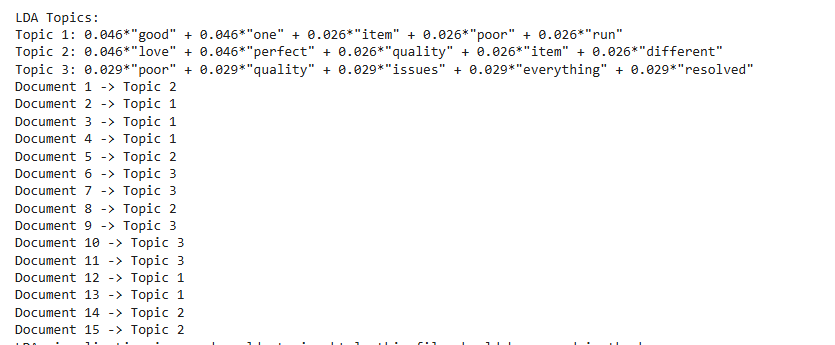 LDA Topics:
Topic 1: 0.046*"good" + 0.046*"one" + 0.026*"item" + 0.026*"poor" + 0.026*"run"
Topic 2: 0.046*"love" + 0.046*"perfect" + 0.026*"quality" + 0.026*"item" + 0.026*"different"
Topic 3: 0.029*"poor" + 0.029*"quality" + 0.029*"issues" + 0.029*"everything" + 0.029*"resolved"
Document 1 -> Topic 2
Document 2 -> Topic 1
Document 3 -> Topic 1
Document 4 -> Topic 1
Document 5 -> Topic 2
Document 6 -> Topic 3
Document 7 -> Topic 3
Document 8 -> Topic 2
Document 9 -> Topic 3
Document 10 -> Topic 3
Document 11 -> Topic 3
Document 12 -> Topic 1
Document 13 -> Topic 1
Document 14 -> Topic 2
Document 15 -> Topic 2